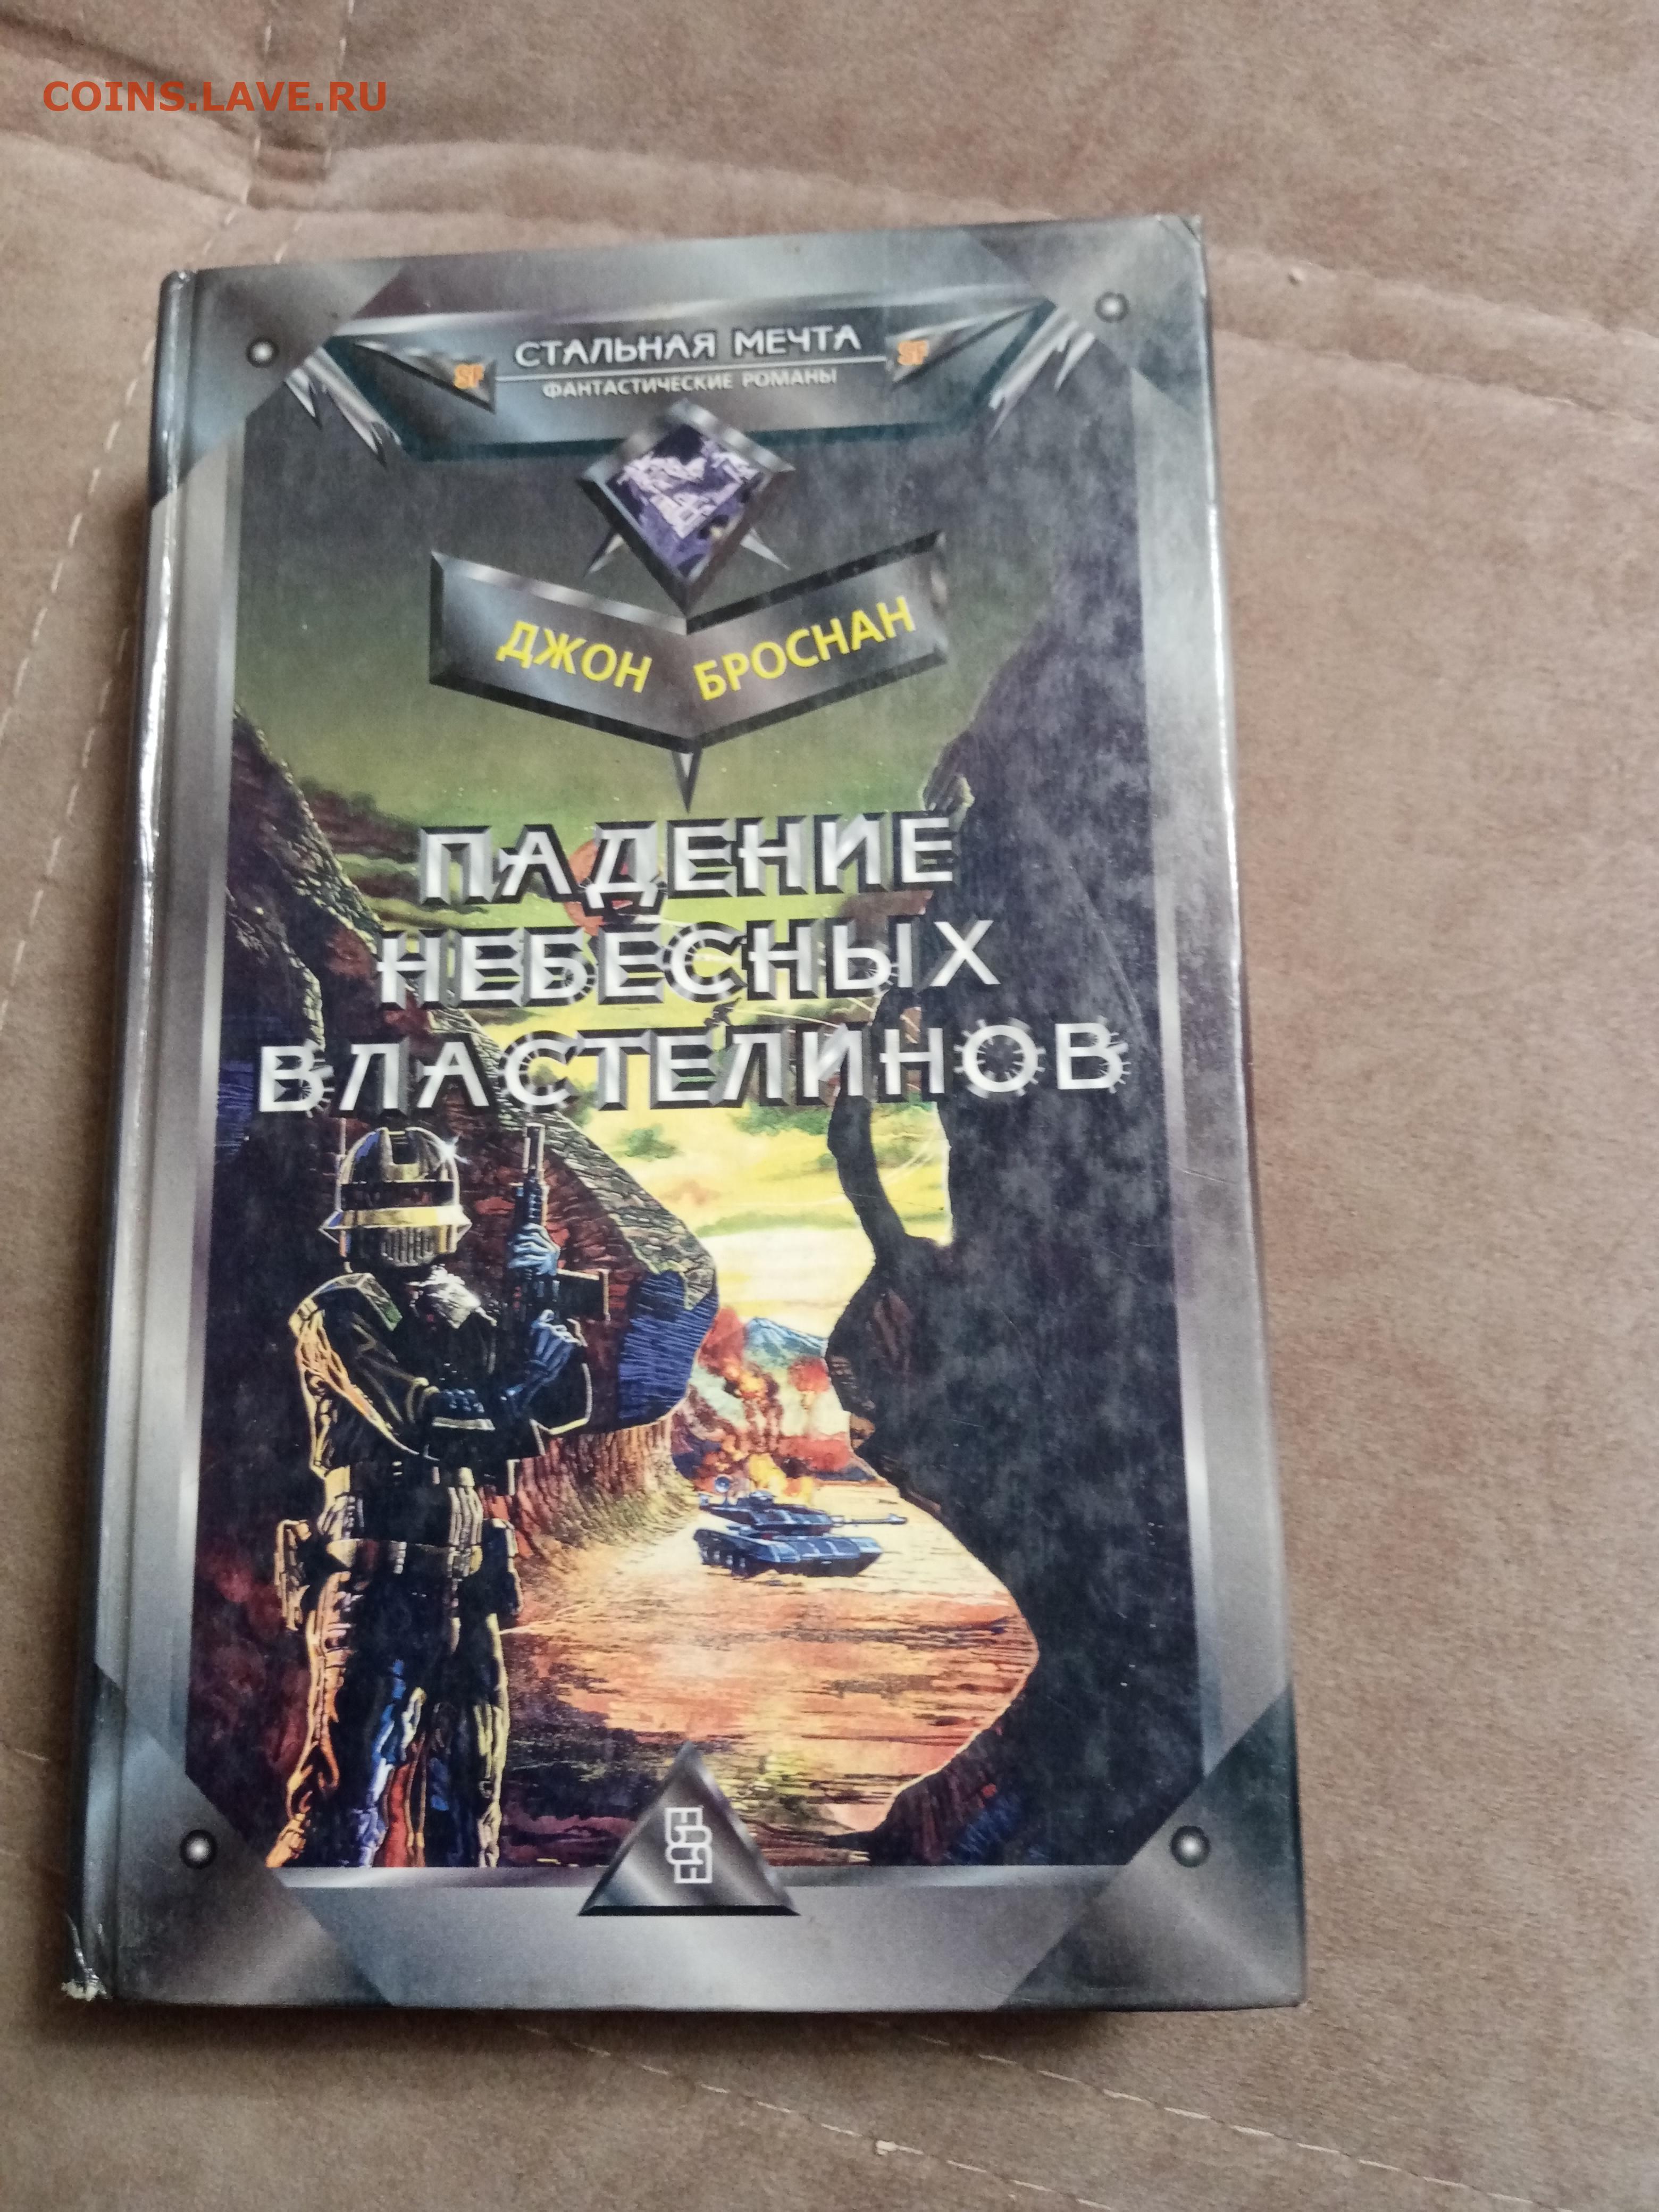 COINS.LAVE.RU
СТАЛЬНАЯ МЕЧТА
SF SF
ФАНТАСТИЧЕСКИЕ РОМАНЫ
ДЖОН БРОСНАН
ПАДЕНИЕ
НЕБЕСНЫХ
ВЛАСТЕЛИНОВ